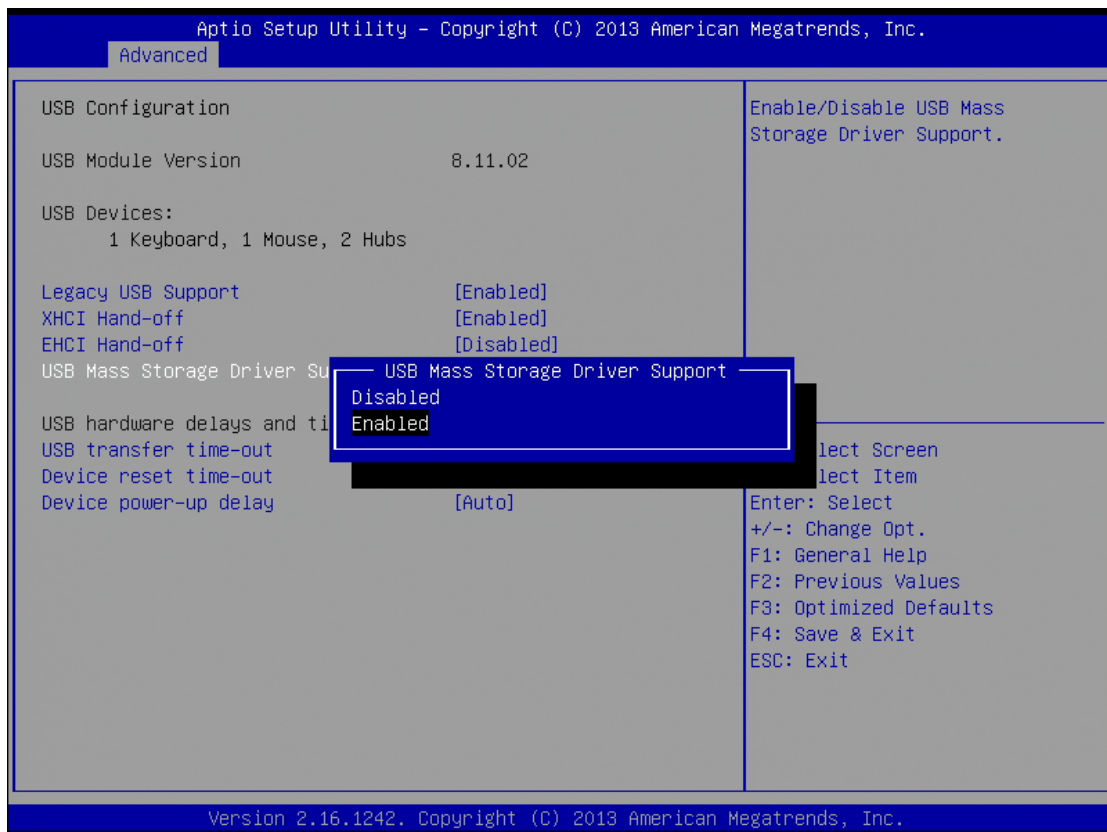 Aptio Setup Utility – Copyright (C) 2013 American Megatrends, Inc.
Advanced
USB Configuration
USB Module Version 8.11.02
USB Devices:
1 Keyboard, 1 Mouse, 2 Hubs
Legacy USB Support [Enabled]
XHCI Hand-off [Enabled]
EHCI Hand-off [Disabled]
USB Mass Storage Driver Su
USB hardware delays and ti
USB transfer time-out
Device reset time-out
Device power-up delay [Auto]
USB Mass Storage Driver Support
Disabled
Enabled
Enable/Disable USB Mass
Storage Driver Support.
lect Screen
lect Item
Enter: Select
+/-: Change Opt.
F1: General Help
F2: Previous Values
F3: Optimized Defaults
F4: Save & Exit
ESC: Exit
Version 2.16.1242. Copyright (C) 2013 American Megatrends, Inc.